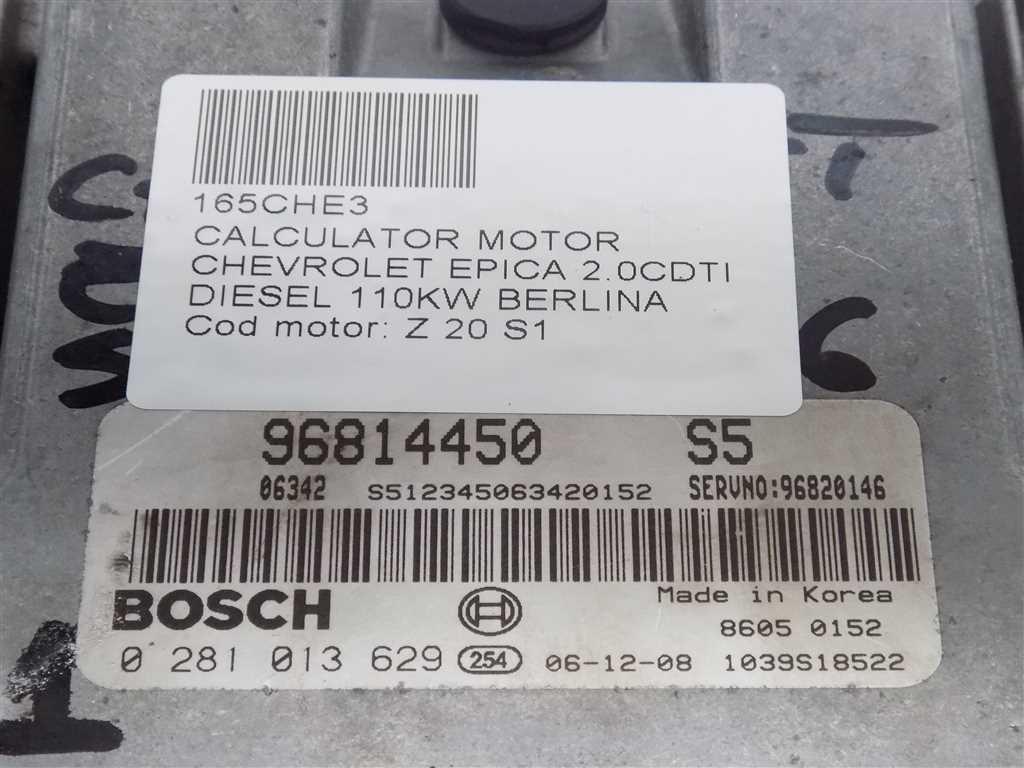 165CHE3
CALCULATOR MOTOR
CHEVROLET EPICA 2.0CDTI
DIESEL 110KW BERLINA
Cod motor: Z 20 S1
96814450 S5
06342 S512345063420152 SERVNO:96820146
BOSCH
Made in Korea
8605 0152
0 281 013 629 254 06-12-08 1039S18522
1